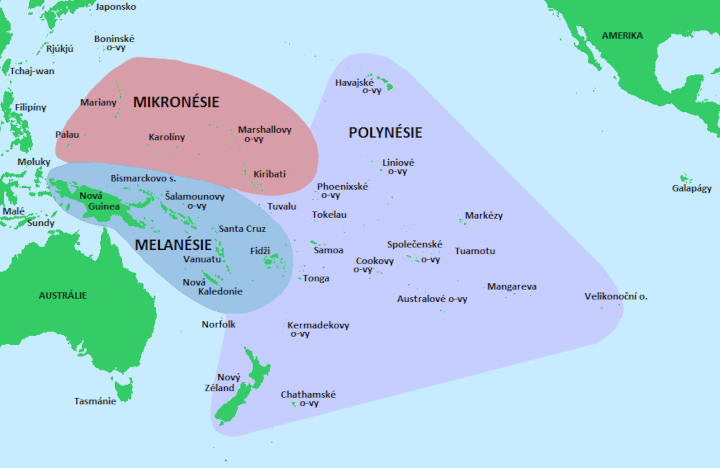 Japonsko
Boninské
o-vy
AMERIKA
Rjúkjú
Tchaj-wan
Havajské
o-vy
Filipíny
Mariany
MIKRONÉSIE
Palau
Karolíny
Marshallovy
o-vy
POLYNÉSIE
Moluky
Bismarckovo s.
Kiribati
Liniové
o-vy
Galapágy
Nová
Guinea
Šalamounovy
o-vy
Phoenixské
o-vy
Malé
Sundy
Tuvalu
Tokelau
Markézy
MELANÉSIE
Santa Cruz
Vanuatu
Fidži
Samoa
Společenské
o-vy
Tuamotu
Cookovy
o-vy
Nová
Kaledonie
Tonga
Mangareva
AUSTRÁLIE
Australové o-vy
Velikonoční o.
Norfolk
Kermadekovy
o-vy
Nový
Zéland
Tasmánie
Chathamské
o-vy